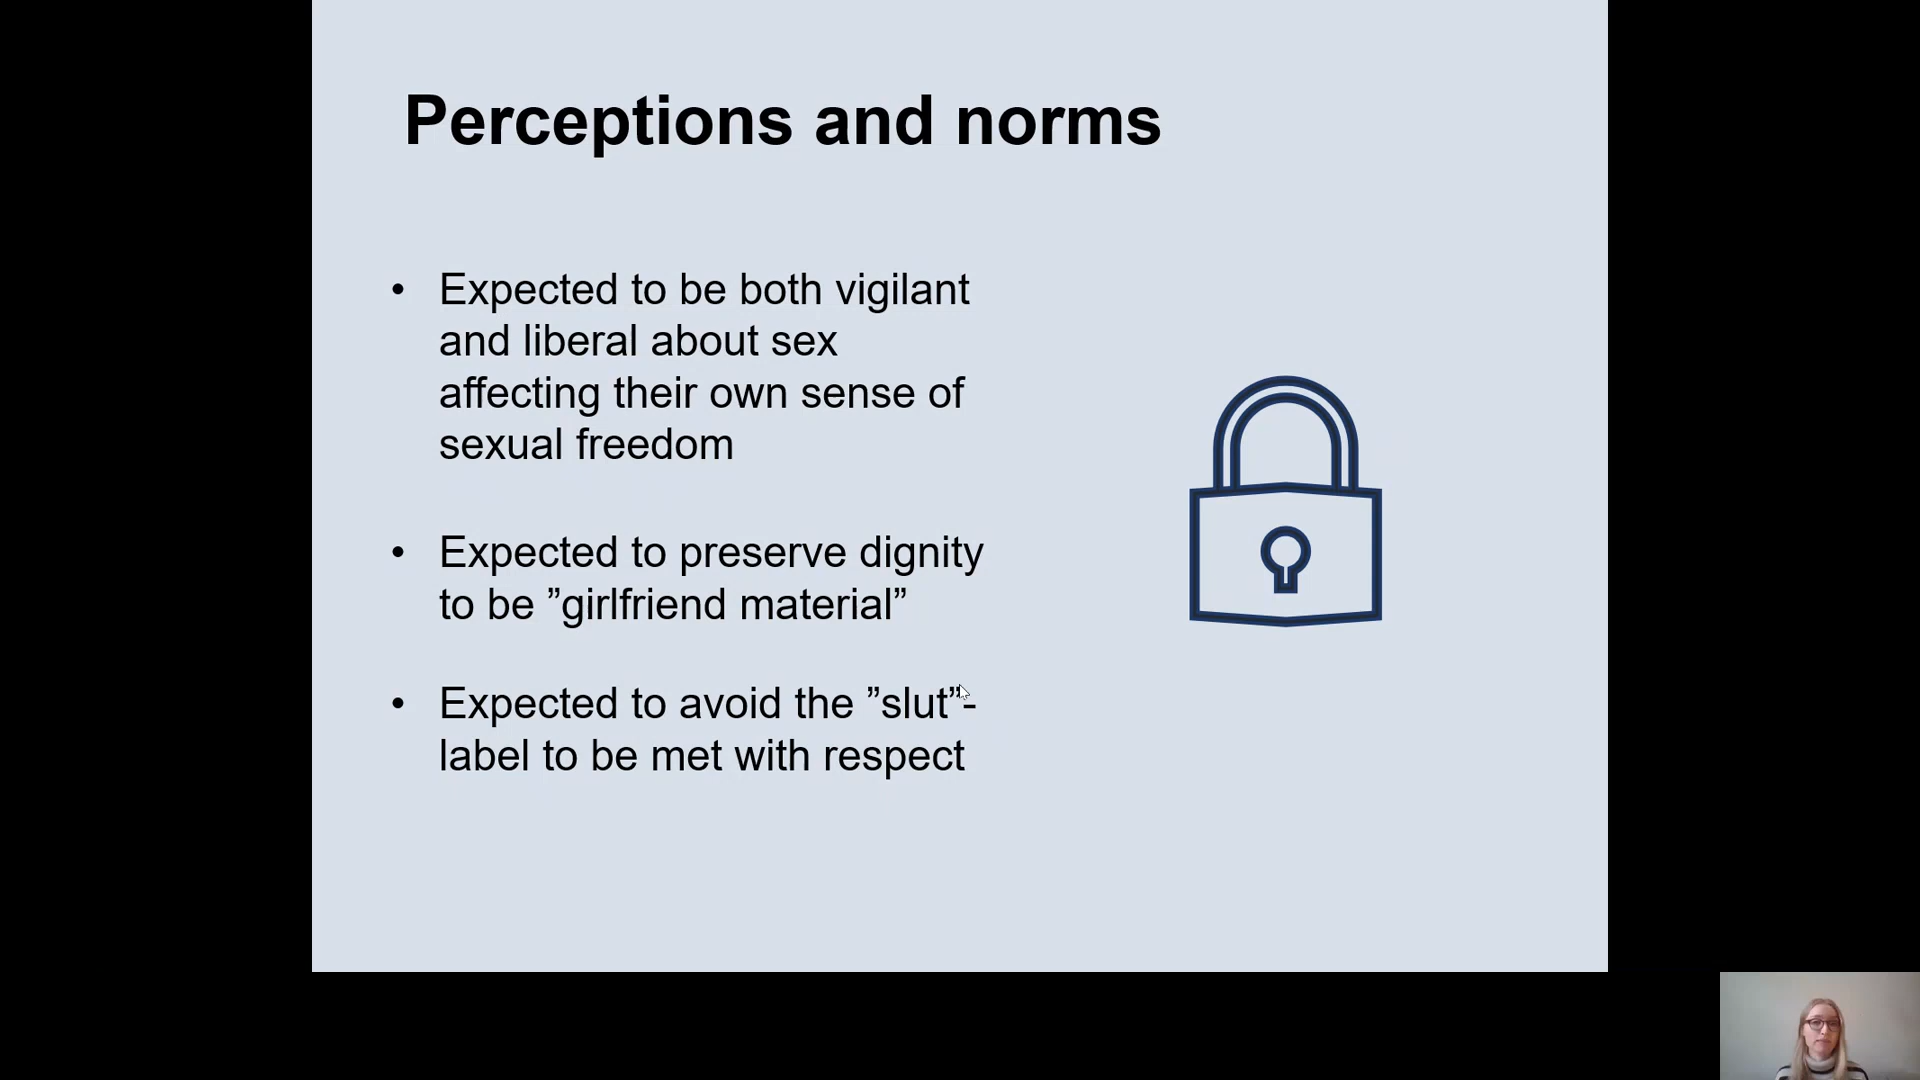 Perceptions and norms
• Expected to be both vigilant
and liberal about sex
affecting their own sense of
sexual freedom
• Expected to preserve dignity
to be ”girlfriend material”
• Expected to avoid the ”slut”-
label to be met with respect